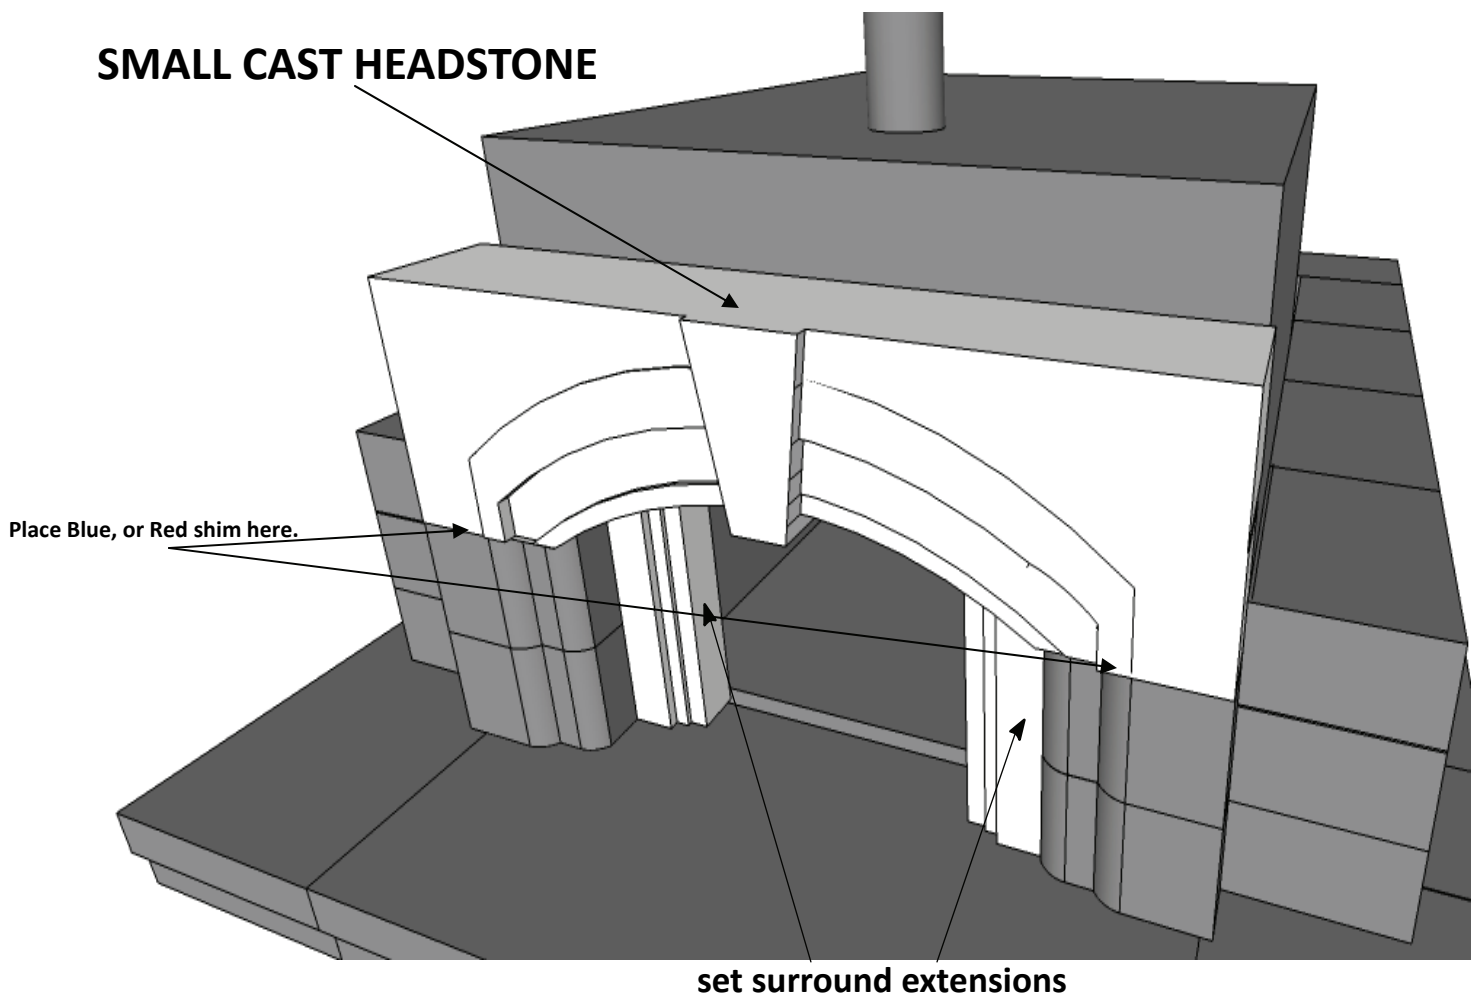 SMALL CAST HEADSTONE
Place Blue, or Red shim here.
set surround extensions